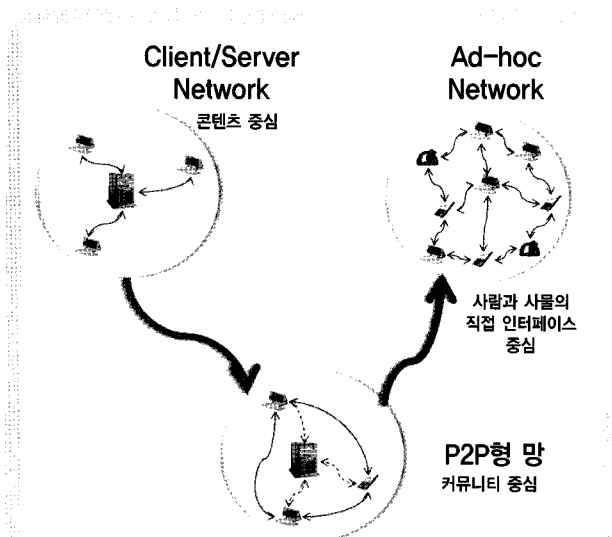 Client/Server
Network
콘텐츠 중심
Ad-hoc
Network
사람과 사물의
직접 인터페이스
중심
P2P형 망
커뮤니티 중심